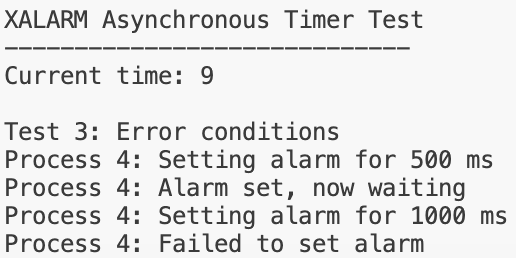 XALARM Asynchronous Timer Test
-----------------------------
Current time: 9
Test 3: Error conditions
Process 4: Setting alarm for 500 ms
Process 4: Alarm set, now waiting
Process 4: Setting alarm for 1000 ms
Process 4: Failed to set alarm